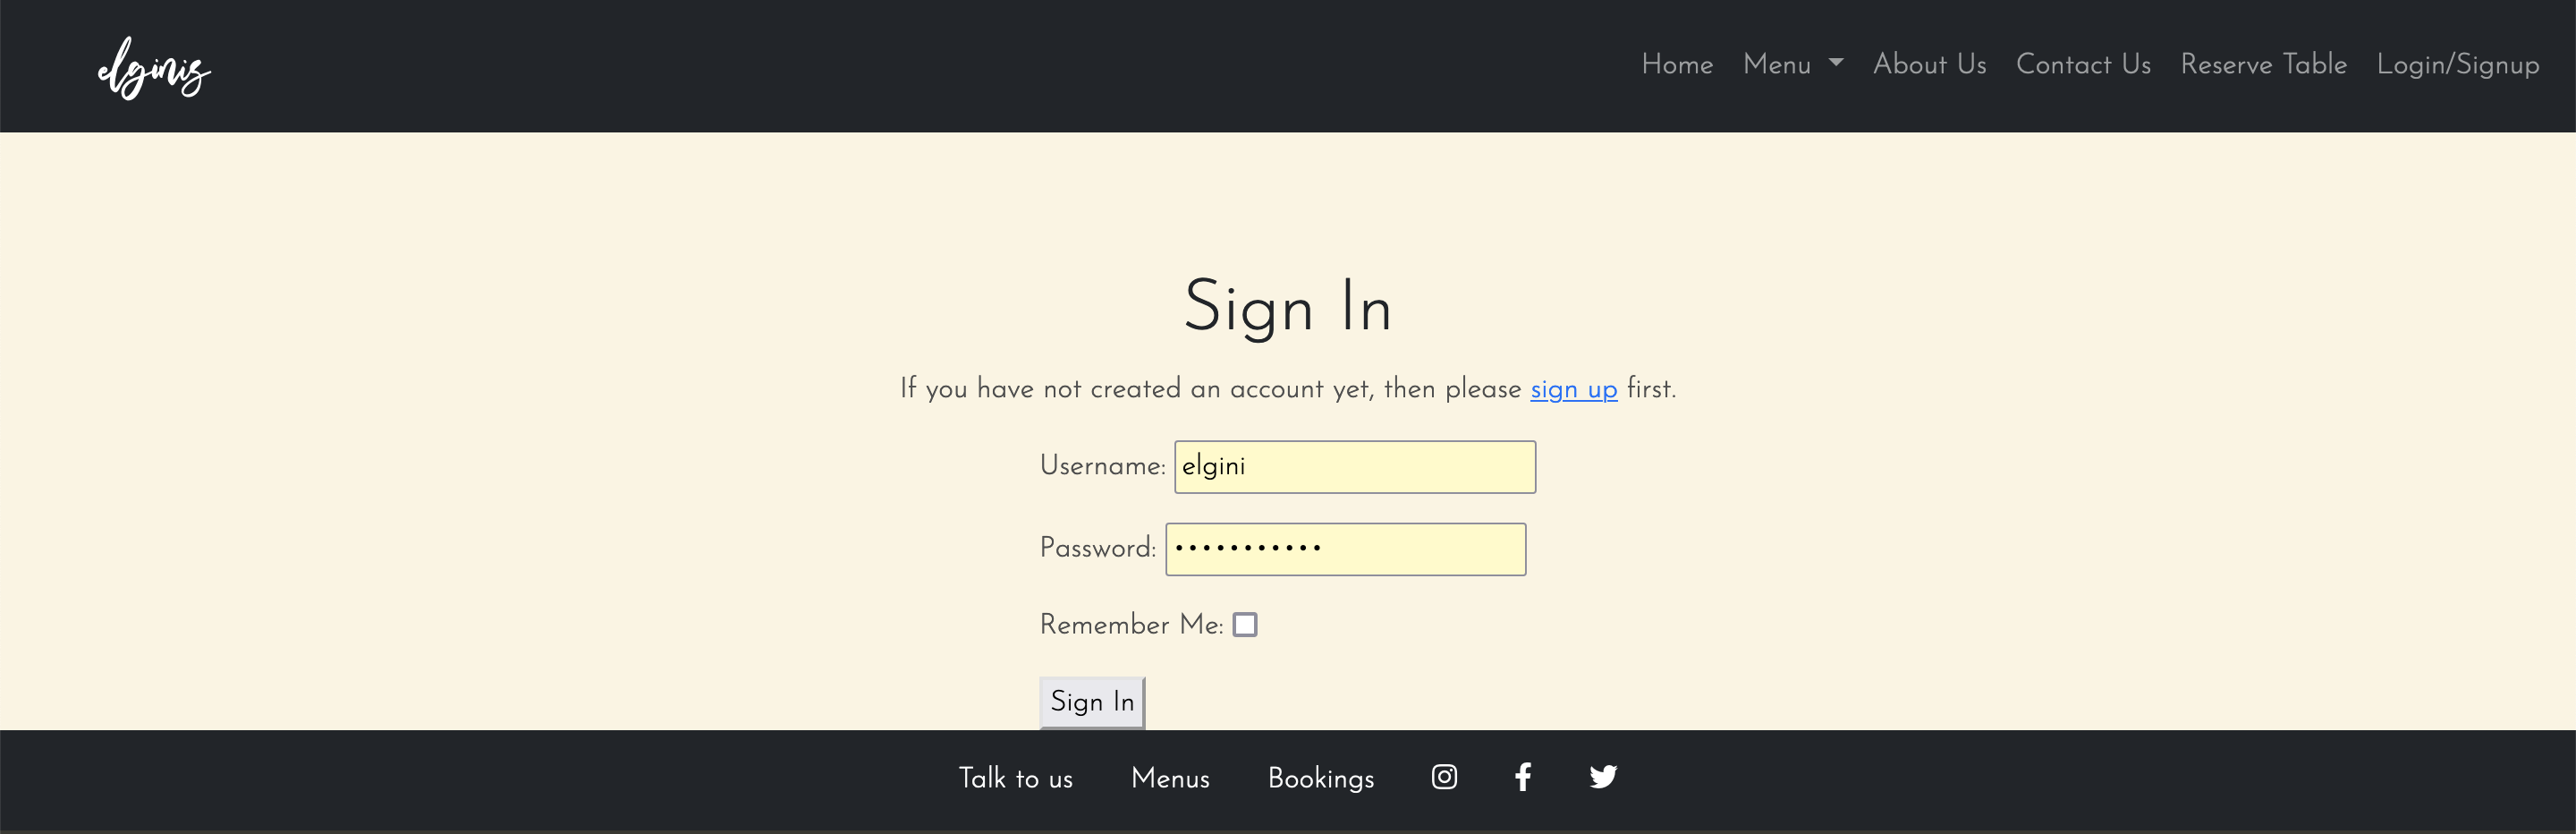 elginis
Home Menu About Us Contact Us Reserve Table Login/Signup
Sign In
If you have not created an account yet, then please sign up first.
Username: elgini
Password: •••••••••••
Remember Me:
Sign In
Talk to us Menus Bookings